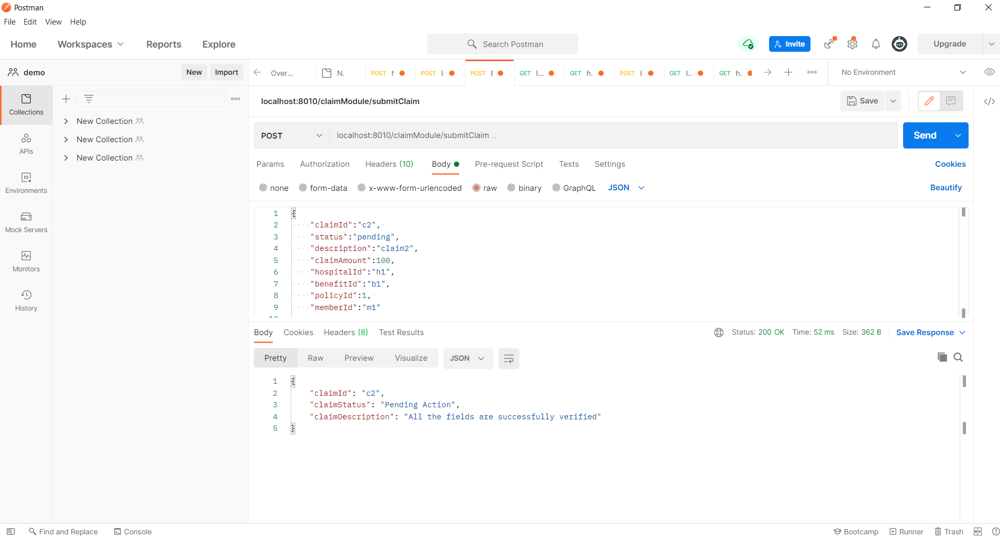 Postman
File Edit View Help
Home Workspaces Reports Explore Search Postman Invite Upgrade
demo New Import Over... N. POST POST l. POST l GET l... GET h. POST l. GET l... GET h. No Environment
Collections
APIs
Environments
Mock Servers
Monitors
History
New Collection
New Collection
New Collection
localhost:8010/claimModule/submitClaim Save
POST localhost:8010/claimModule/submitClaim ... Send
Params Authorization Headers (10) Body Pre-request Script Tests Settings Cookies
none form-data x-www-form-urlencoded raw binary GraphQL JSON Beautify
1 {
2 "claimId":"c2",
3 "status":"pending",
4 "description":"claim2",
5 "claimAmount":100,
6 "hospitalId":"h1",
7 "benefitId":"b1",
8 "policyId":1,
9 "memberId":"m1"
Body Cookies Headers (8) Test Results Status: 200 OK Time: 52 ms Size: 362 B Save Response
Pretty Raw Preview Visualize JSON
1 {
2 "claimId": "c2",
3 "claimStatus": "Pending Action",
4 "claimDescription": "All the fields are successfully verified"
5 }
Find and Replace Console Bootcamp Runner Trash